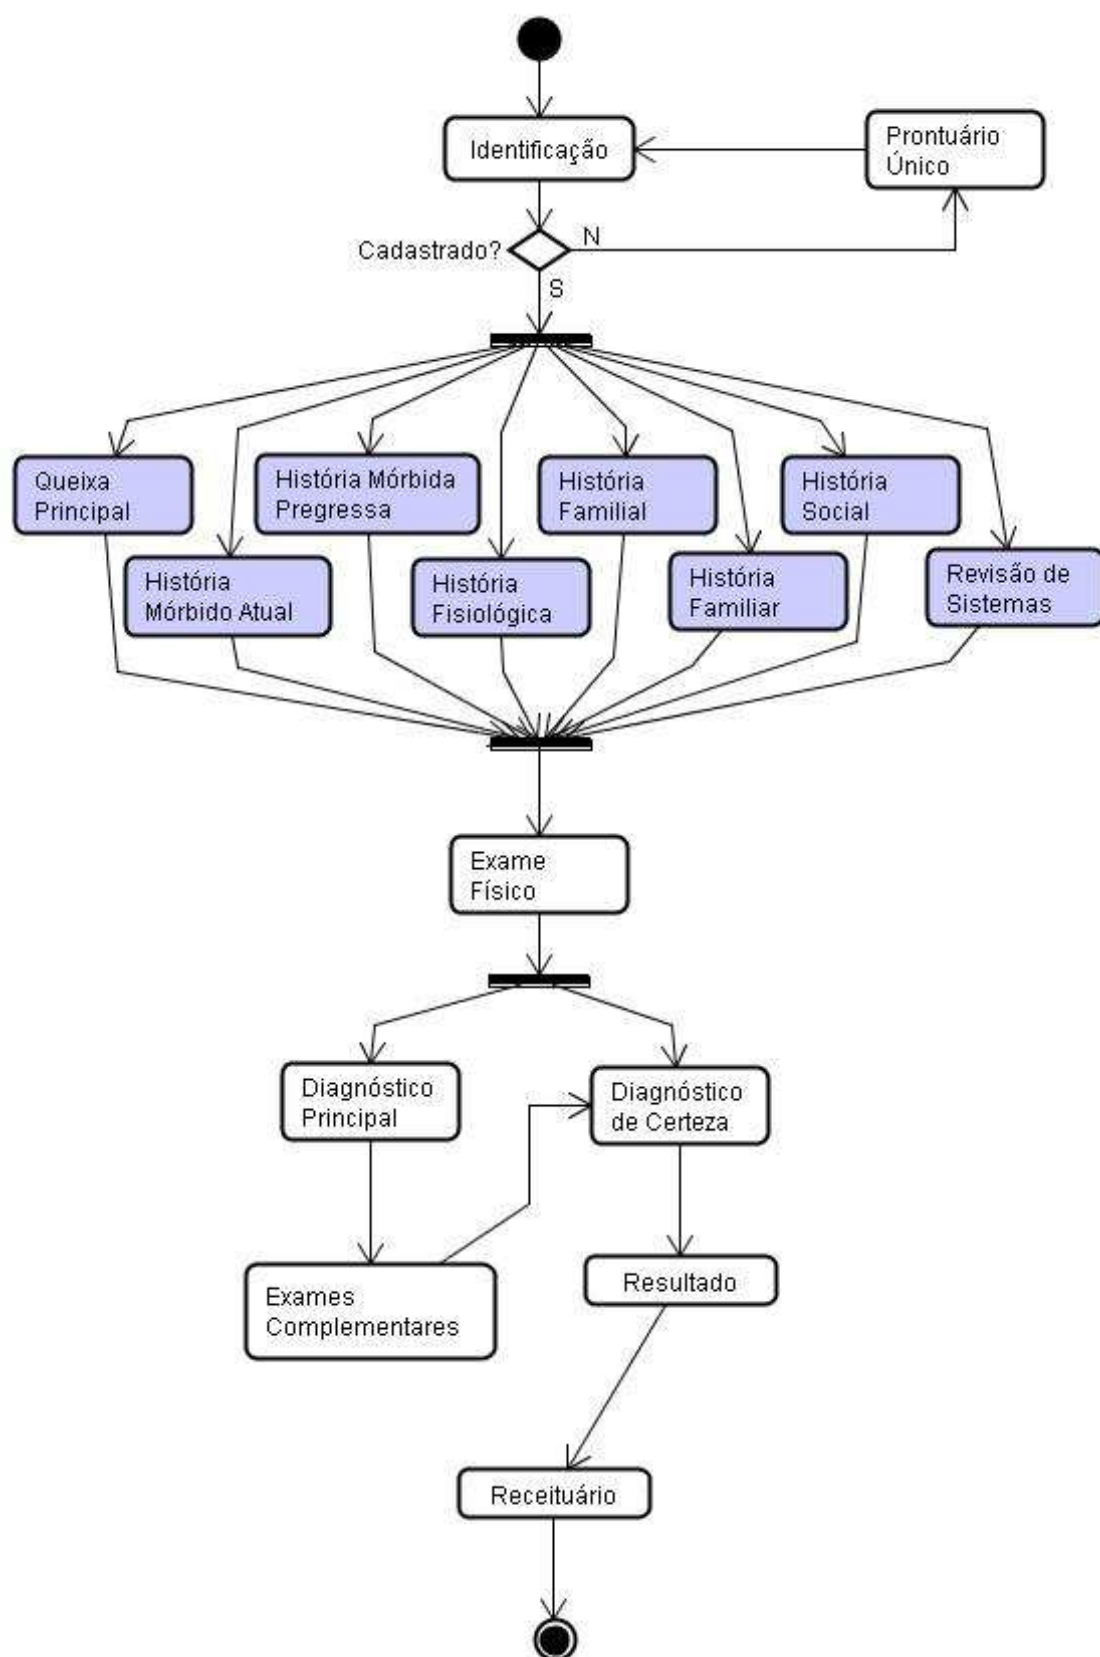 Identificação
Prontuário
Único
Cadastrado?
N
S
Queixa
Principal
História Mórbida
Pregressa
História
Familial
História
Social
História
Mórbido Atual
História
Fisiológica
História
Familiar
Revisão de
Sistemas
Exame
Físico
Diagnóstico
Principal
Diagnóstico
de Certeza
Exames
Complementares
Resultado
Receituário